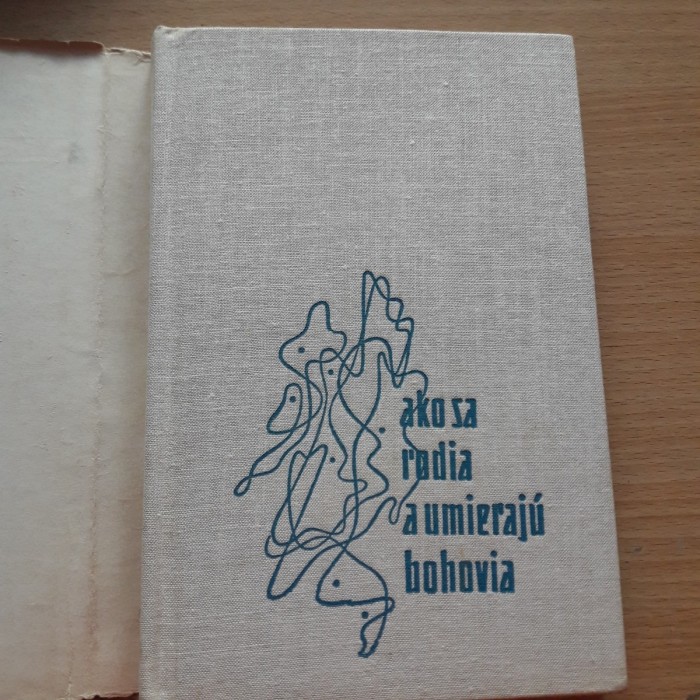 ako sa
rodia
a umierajú
bohovia